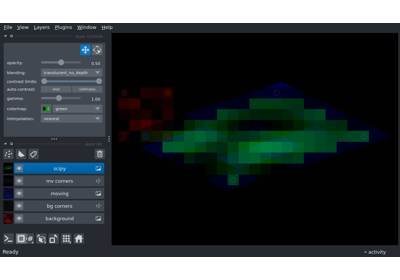 File View Layers Plugins Window Help
opacity: 0.50
blending: translucent_no_depth
contrast limits:
auto-contrast: once continuous
gamma: 1.00
colormap: green
interpolation: nearest
scipy
mv corners
moving
bg corners
background
Ready activity